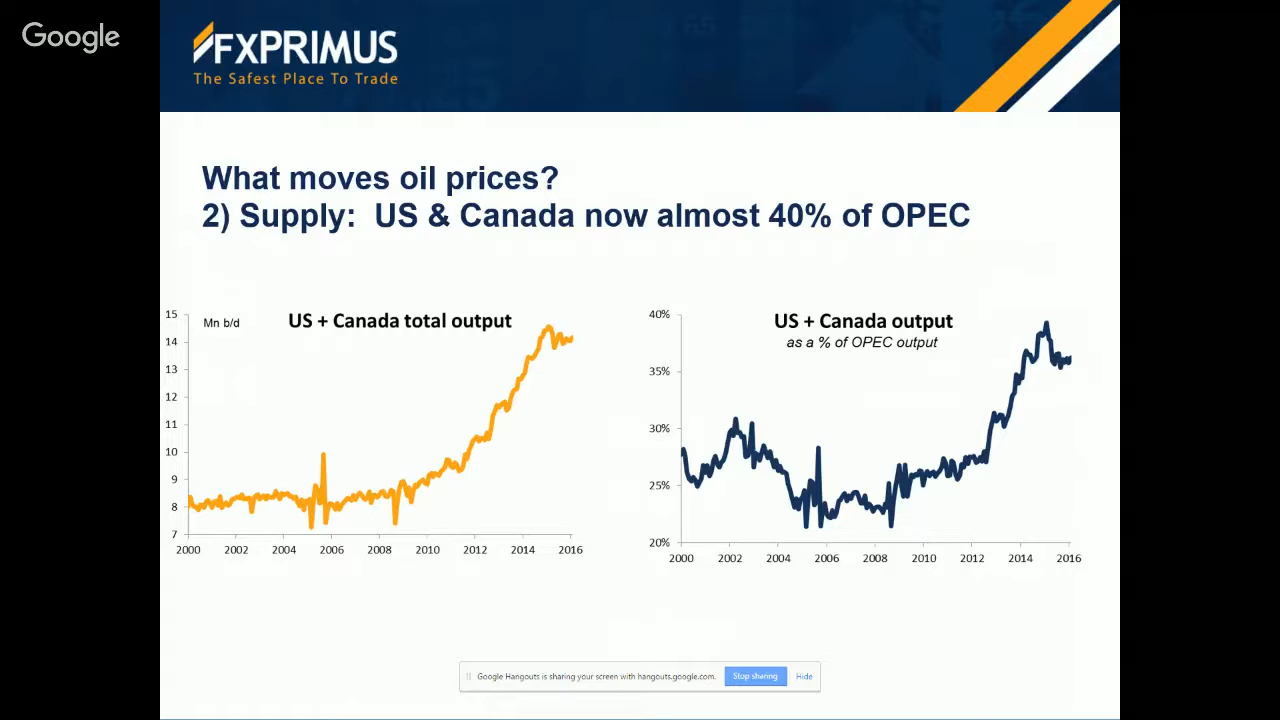 Google
FXPRIMUS
The Safest Place To Trade
What moves oil prices?
2) Supply: US & Canada now almost 40% of OPEC
US + Canada total output
Mn b/d
15
14
13
12
11
10
9
8
7
2000 2002 2004 2006 2008 2010 2012 2014 2016
US + Canada output
as a % of OPEC output
40%
35%
30%
25%
20%
2000 2002 2004 2006 2008 2010 2012 2014 2016
Google Hangouts is sharing your screen with hangouts.google.com.
Stop sharing
Hide